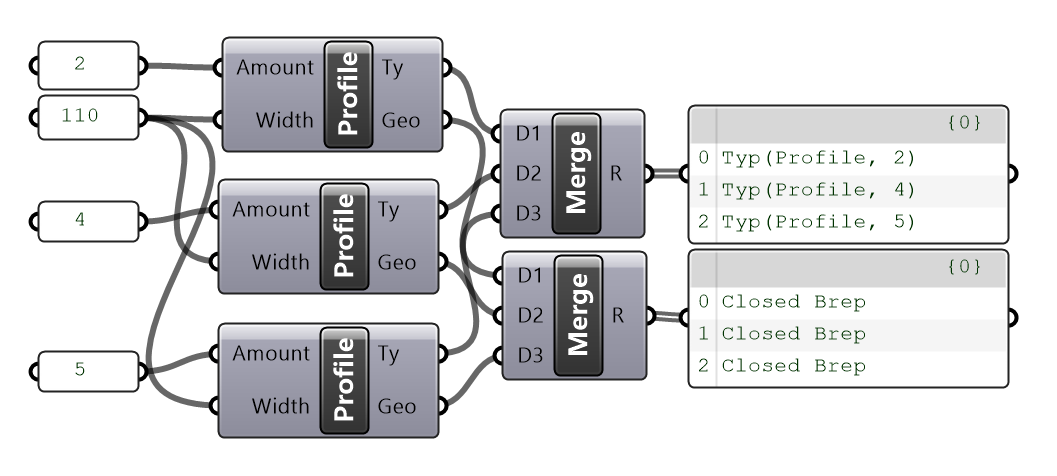 2
110
4
5
Amount
Width
Profile
Ty
Geo
Amount
Width
Profile
Ty
Geo
Amount
Width
Profile
Ty
Geo
D1
D2
D3
Merge
R
D1
D2
D3
Merge
R
{0}
0 Typ(Profile, 2)
1 Typ(Profile, 4)
2 Typ(Profile, 5)
{0}
0 Closed Brep
1 Closed Brep
2 Closed Brep